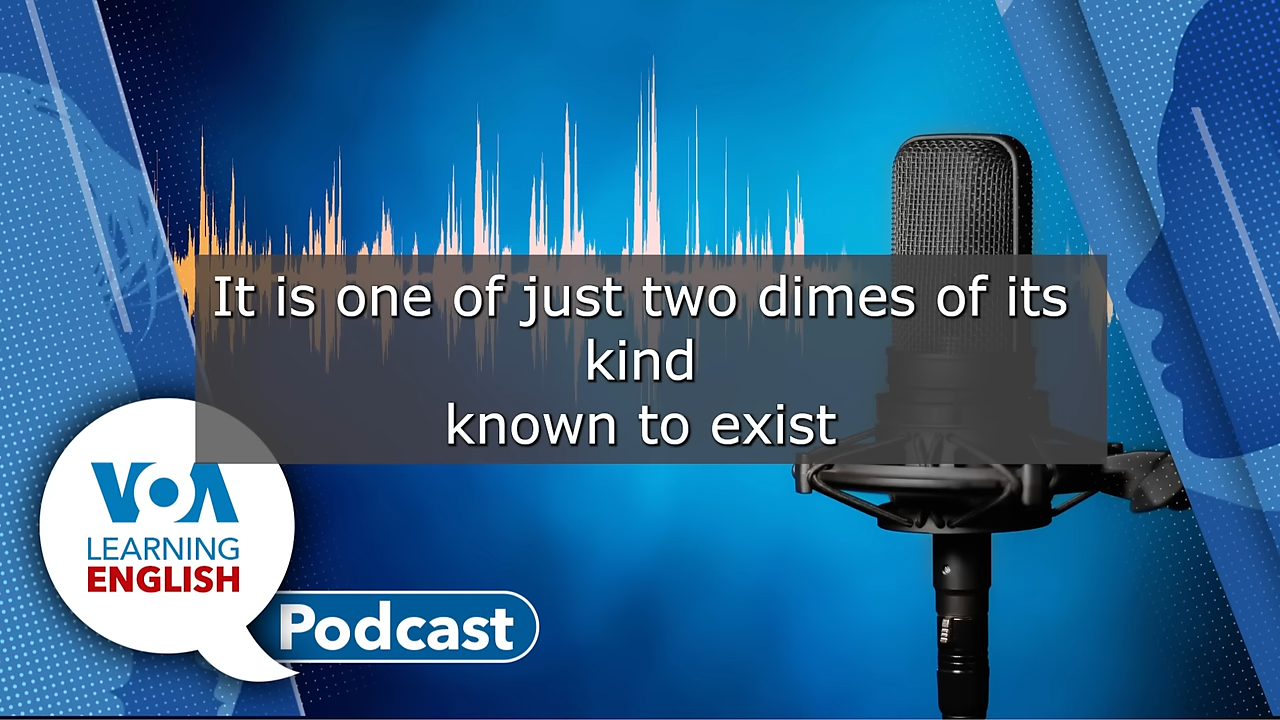 It is one of just two dimes of its
kind
known to exist
VOA
LEARNING
ENGLISH
Podcast